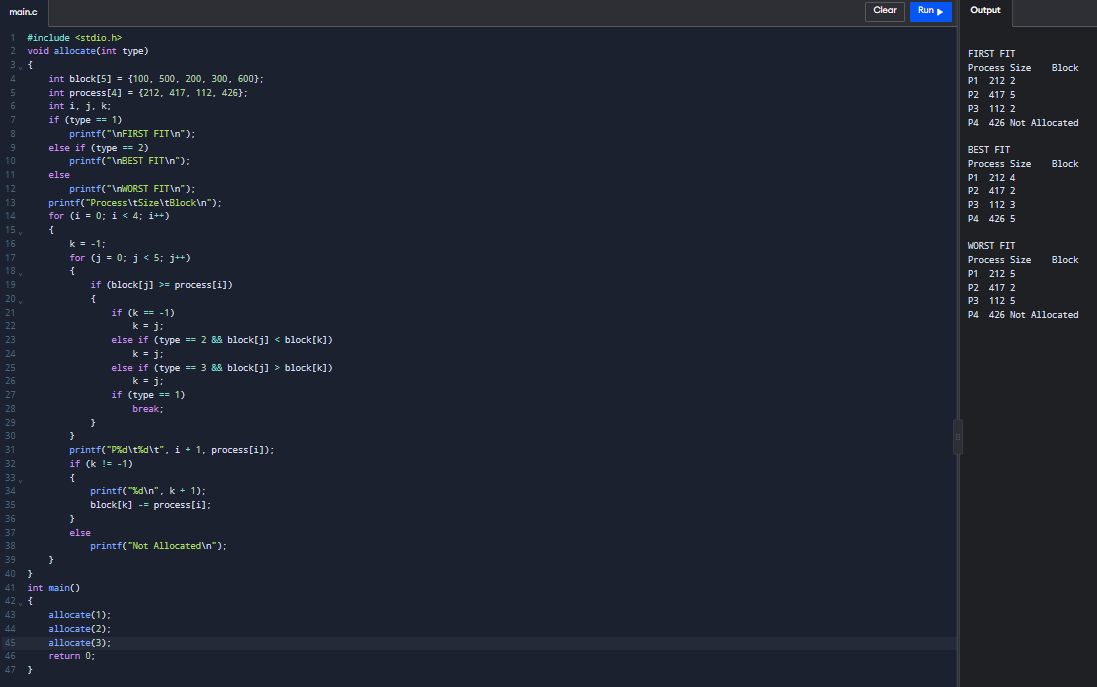 main.c
Clear
Run
Output
1 #include <stdio.h>
2 void allocate(int type)
3 {
4     int block[5] = {100, 500, 200, 300, 600};
5     int process[4] = {212, 417, 112, 426};
6     int i, j, k;
7     if (type == 1)
8         printf("\nFIRST FIT\n");
9     else if (type == 2)
10         printf("\nBEST FIT\n");
11     else
12         printf("\nWORST FIT\n");
13     printf("Process\tSize\tBlock\n");
14     for (i = 0; i < 4; i++)
15     {
16         k = -1;
17         for (j = 0; j < 5; j++)
18         {
19             if (block[j] >= process[i])
20             {
21                 if (k == -1)
22                     k = j;
23                 else if (type == 2 && block[j] < block[k])
24                     k = j;
25                 else if (type == 3 && block[j] > block[k])
26                     k = j;
27                 if (type == 1)
28                     break;
29             }
30         }
31         printf("P%d\t%d\t", i + 1, process[i]);
32         if (k != -1)
33         {
34             printf("%d\n", k + 1);
35             block[k] -= process[i];
36         }
37         else
38             printf("Not Allocated\n");
39     }
40 }
41 int main()
42 {
43     allocate(1);
44     allocate(2);
45     allocate(3);
46     return 0;
47 }
FIRST FIT
Process Size Block
P1 212 2
P2 417 5
P3 112 2
P4 426 Not Allocated
BEST FIT
Process Size Block
P1 212 4
P2 417 2
P3 112 3
P4 426 5
WORST FIT
Process Size Block
P1 212 5
P2 417 2
P3 112 5
P4 426 Not Allocated